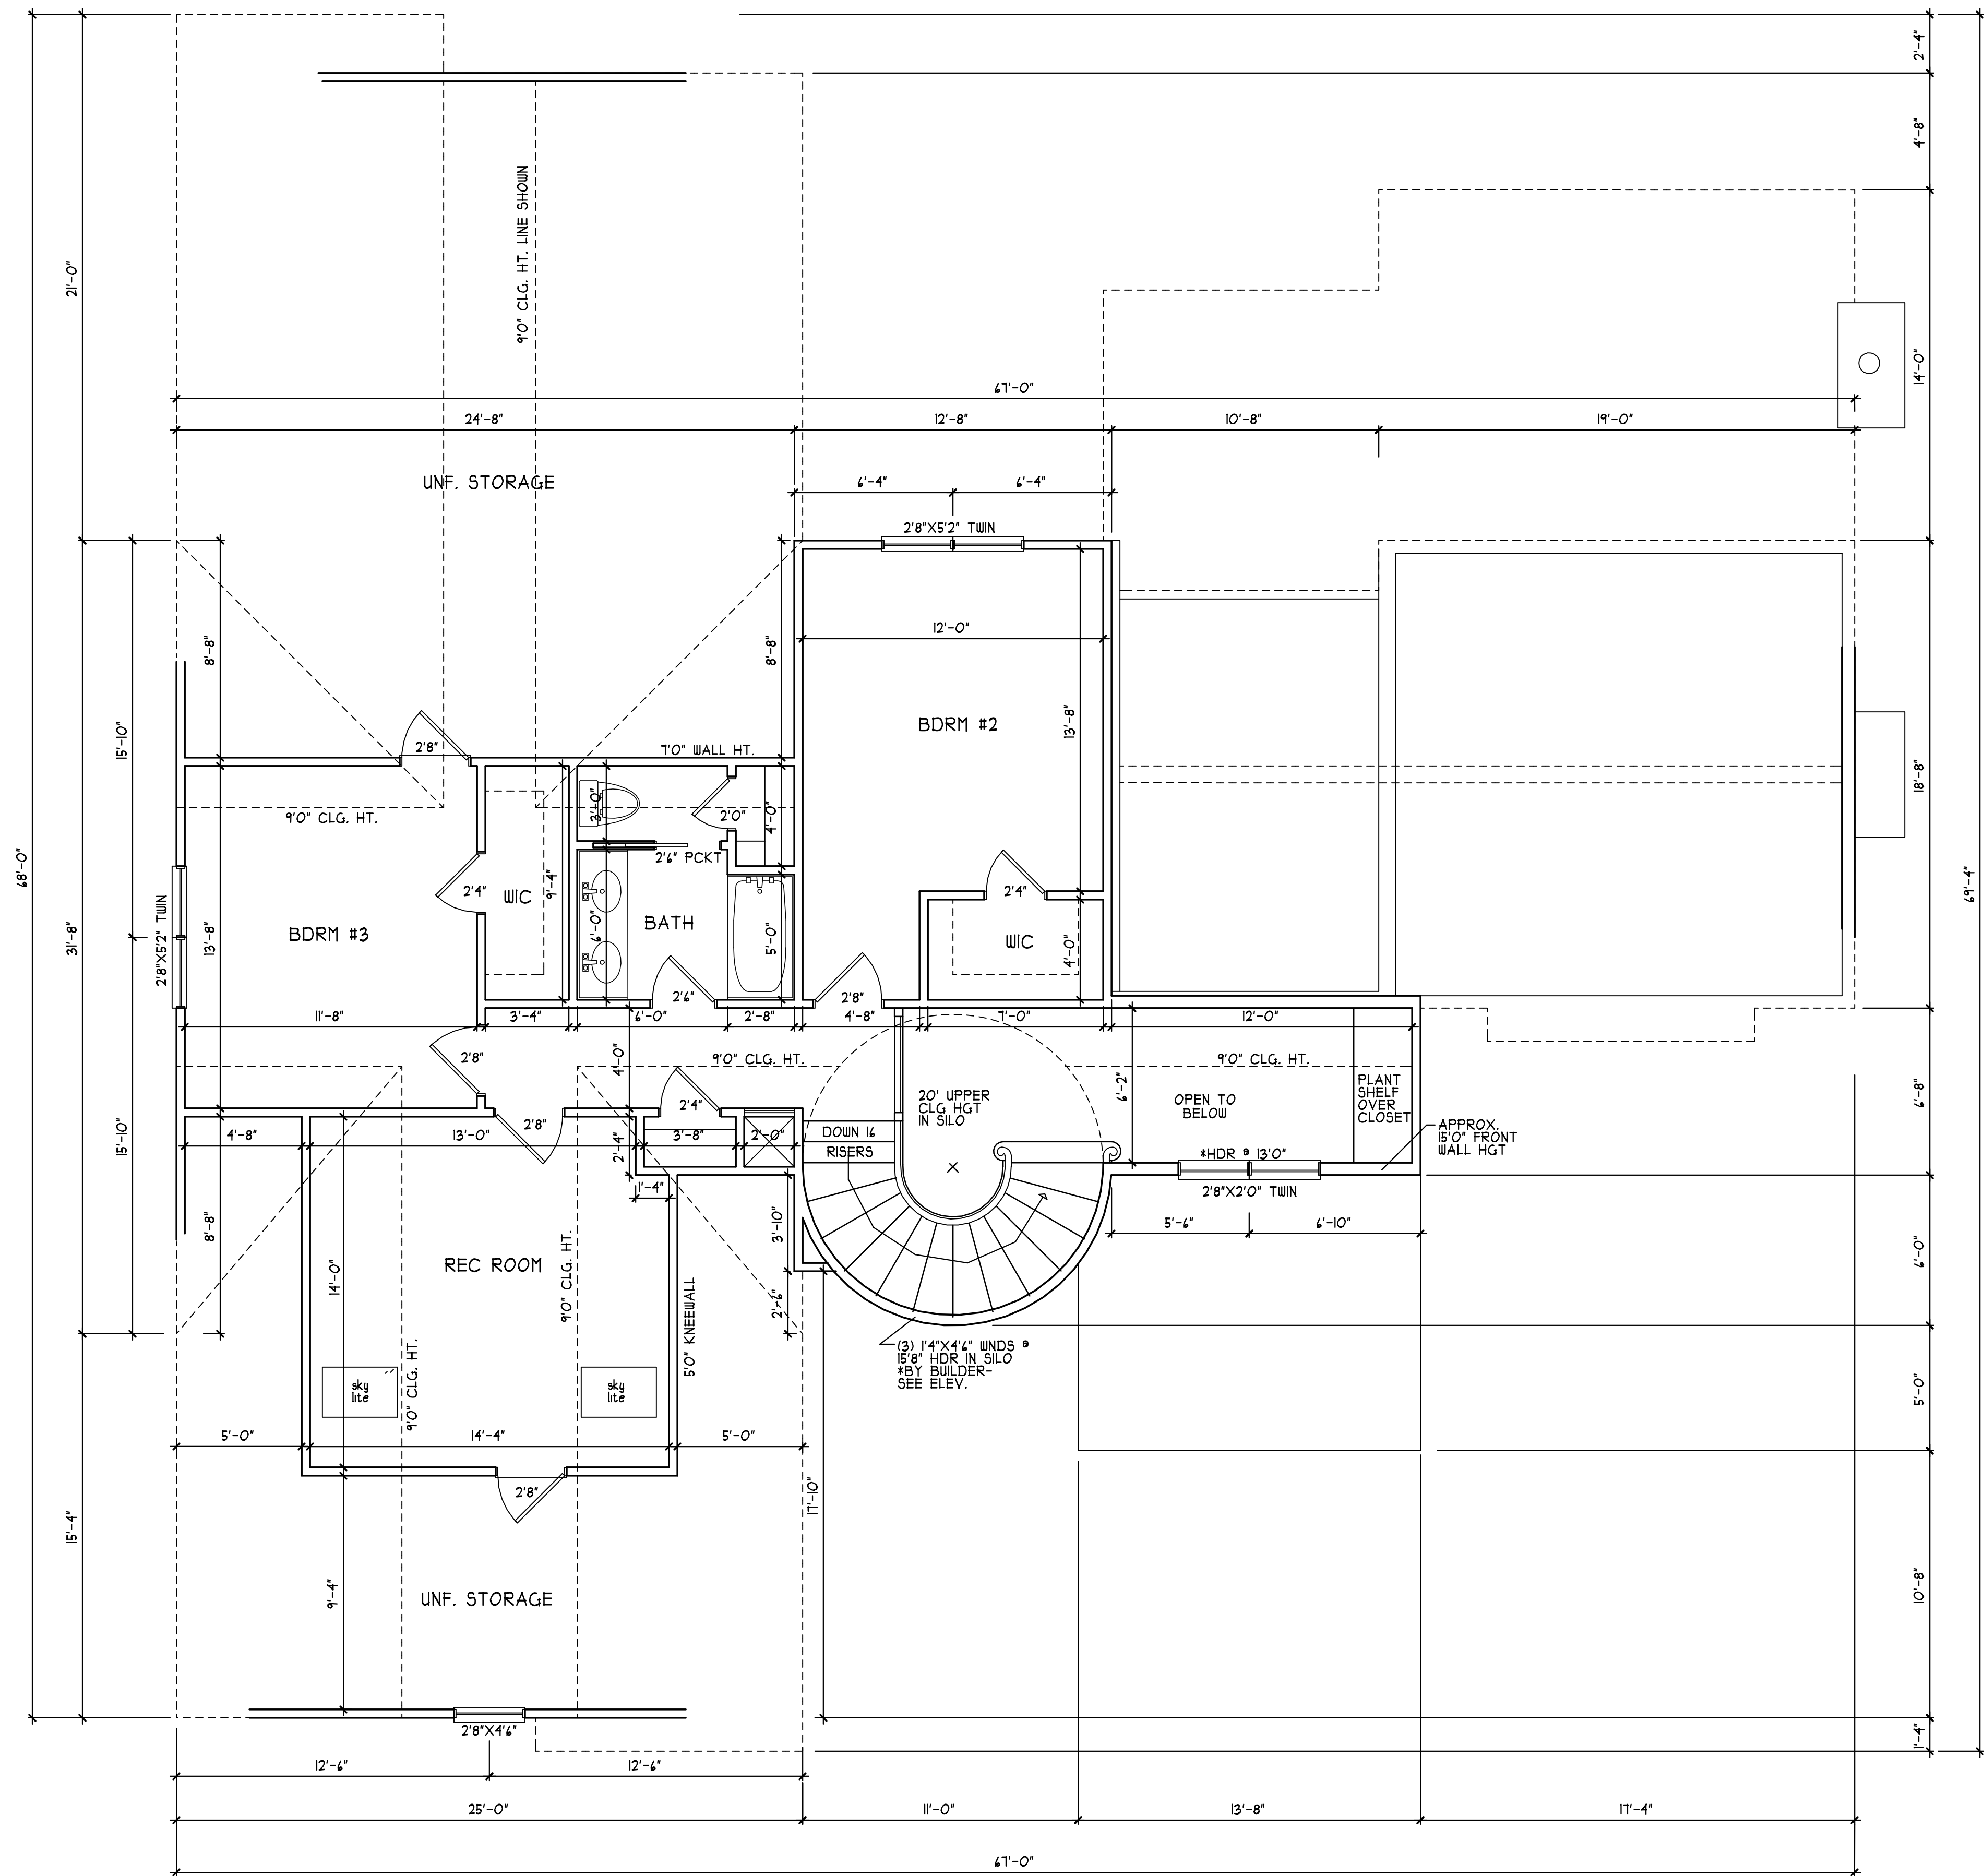 2'-4"
4'-8"
9'0" CLG. HT. LINE SHOWN
21'-0"
14'-0"
67'-0"
24'-8"
12'-8"
10'-8"
19'-0"
UNF. STORAGE
6'-4"
6'-4"
2'8"X5'2" TWIN
12'-0"
8'-8"
8'-8"
15'-10"
BDRM #2
13'-8"
2'8"
7'0" WALL HT.
18'-8"
9'0" CLG. HT.
3'-0"
2'0"
4'-0"
2'6" PCKT
68'-0"
69'-4"
31'-8"
2'8"X5'2" TWIN
13'-8"
BDRM #3
2'4"
WIC
9'-4"
6'-0"
BATH
5'-0"
2'4"
WIC
4'-0"
2'6"
2'8"
11'-8"
3'-4"
6'-0"
2'-8"
4'-8"
7'-0"
12'-0"
2'8"
4'-0"
9'0" CLG. HT.
9'0" CLG. HT.
6'-2"
20' UPPER
CLG HGT
IN SILO
OPEN TO
BELOW
PLANT
SHELF
OVER
CLOSET
6'-8"
APPROX.
15'0" FRONT
WALL HGT
15'-10"
4'-8"
13'-0"
2'8"
2'4"
2'-4"
3'-8"
2'-0"
DOWN 16
RISERS
*HDR @ 13'0"
2'8"X2'0" TWIN
1'-4"
5'-6"
6'-10"
8'-8"
3'-10"
6'-0"
14'-0"
REC ROOM
9'0" CLG. HT.
5'0" KNEEWALL
2'-6"
(3) 1'4"X4'6" WNDS @
15'8" HDR IN SILO
*BY BUILDER-
SEE ELEV.
sky
lite
9'0" CLG. HT.
sky
lite
5'-0"
5'-0"
14'-4"
5'-0"
2'8"
17'-10"
15'-4"
9'-4"
UNF. STORAGE
10'-8"
2'8"X4'6"
1'-4"
12'-6"
12'-6"
25'-0"
11'-0"
13'-8"
17'-4"
67'-0"